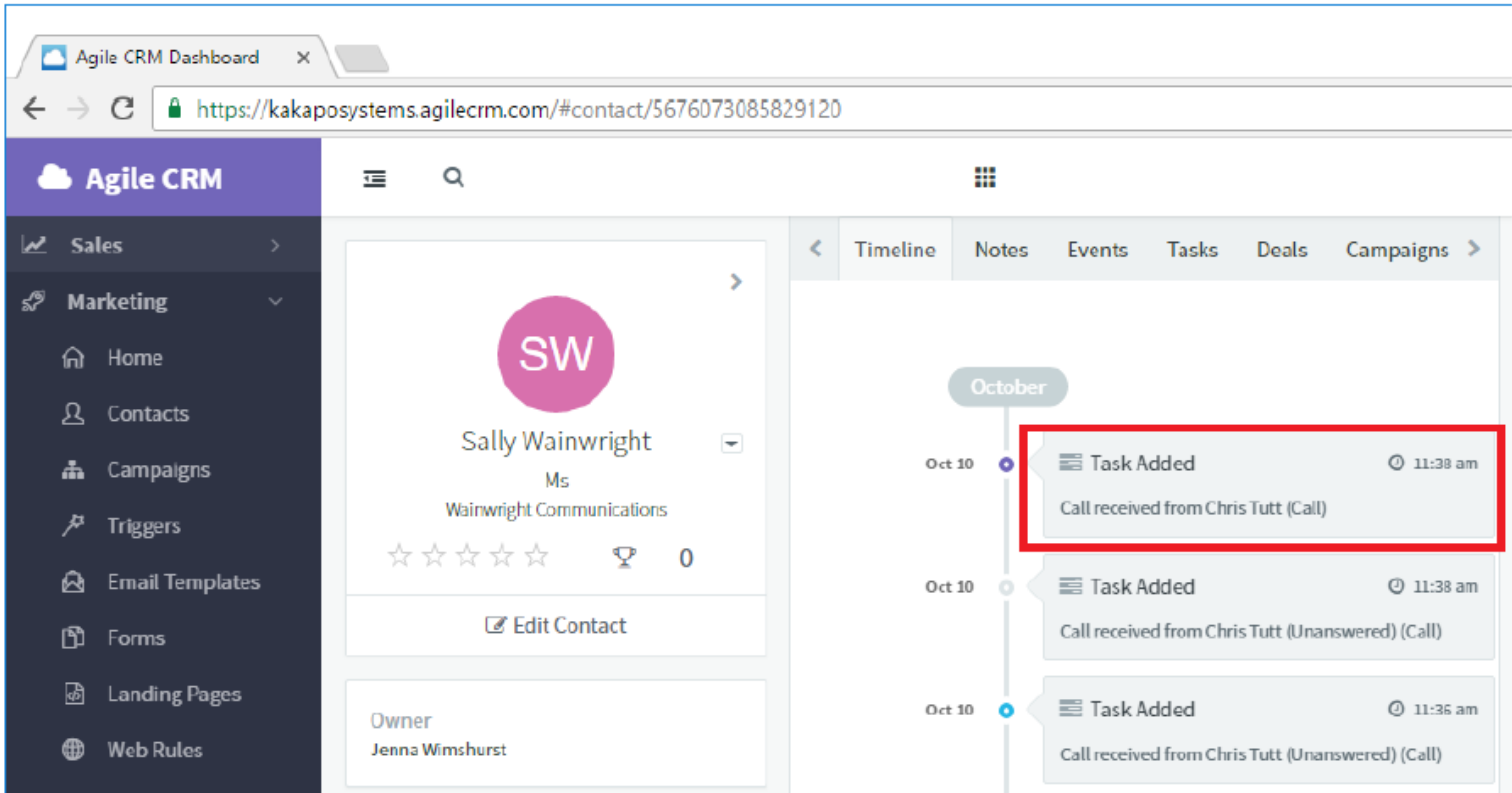 Agile CRM Dashboard
https://kakaposystems.agilecrm.com/#contact/5676073085829120
Agile CRM
Sales
Marketing
Home
Contacts
Campaigns
Triggers
Email Templates
Forms
Landing Pages
Web Rules
SW
Sally Wainwright
Ms
Wainwright Communications
0
Edit Contact
Owner
Jenna Wimshurst
Timeline Notes Events Tasks Deals Campaigns
October
Oct 10 Task Added 11:38 am
Call received from Chris Tutt (Call)
Oct 10 Task Added 11:38 am
Call received from Chris Tutt (Unanswered) (Call)
Oct 10 Task Added 11:36 am
Call received from Chris Tutt (Unanswered) (Call)